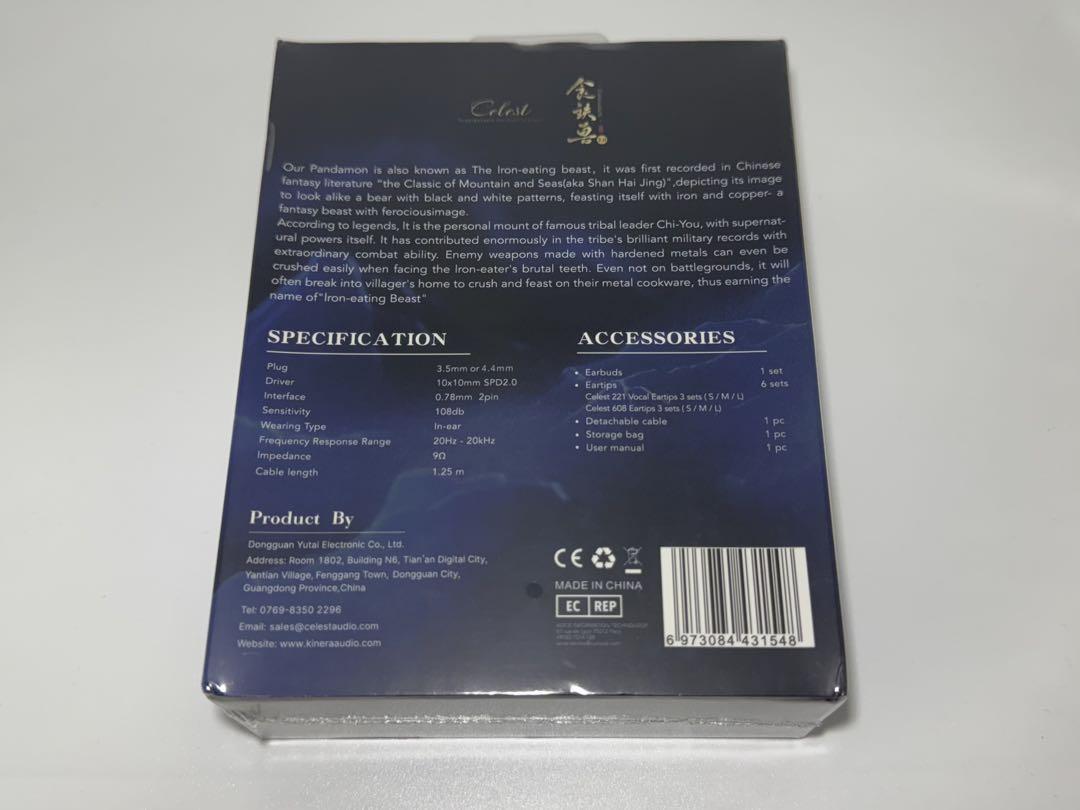 Celest
食铁兽
Our Pandamon is also known as The Iron-eating beast, it was first recorded in Chinese
fantasy literature "the Classic of Mountain and Seas(aka Shan Hai Jing)",depicting its image
to look alike a bear with black and white patterns, feasting itself with iron and copper- a
fantasy beast with ferociousimage.
According to legends, It is the personal mount of famous tribal leader Chi-You, with supernat-
ural powers itself. It has contributed enormously in the tribe's brilliant military records with
extraordinary combat ability. Enemy weapons made with hardened metals can even be
crushed easily when facing the Iron-eater's brutal teeth. Even not on battlegrounds, it will
often break into villager's home to crush and feast on their metal cookware, thus earning the
name of"Iron-eating Beast"
SPECIFICATION
Plug 3.5mm or 4.4mm
Driver 10x10mm SPD2.0
Interface 0.78mm 2pin
Sensitivity 108db
Wearing Type In-ear
Frequency Response Range 20Hz - 20kHz
Impedance 9Ω
Cable length 1.25 m
ACCESSORIES
• Earbuds 1 set
• Eartips 6 sets
Celest 221 Vocal Eartips 3 sets ( S / M / L)
Celest 608 Eartips 3 sets ( S / M / L)
• Detachable cable 1 pc
• Storage bag 1 pc
• User manual 1 pc
Product By
Dongguan Yutai Electronic Co., Ltd.
Address: Room 1802, Building N6, Tian'an Digital City,
Yantian Village, Fenggang Town, Dongguan City,
Guangdong Province,China
Tel: 0769-8350 2296
Email: sales@celestaudio.com
Website: www.kineraaudio.com
CE
MADE IN CHINA
EC REP
6 973084 431548